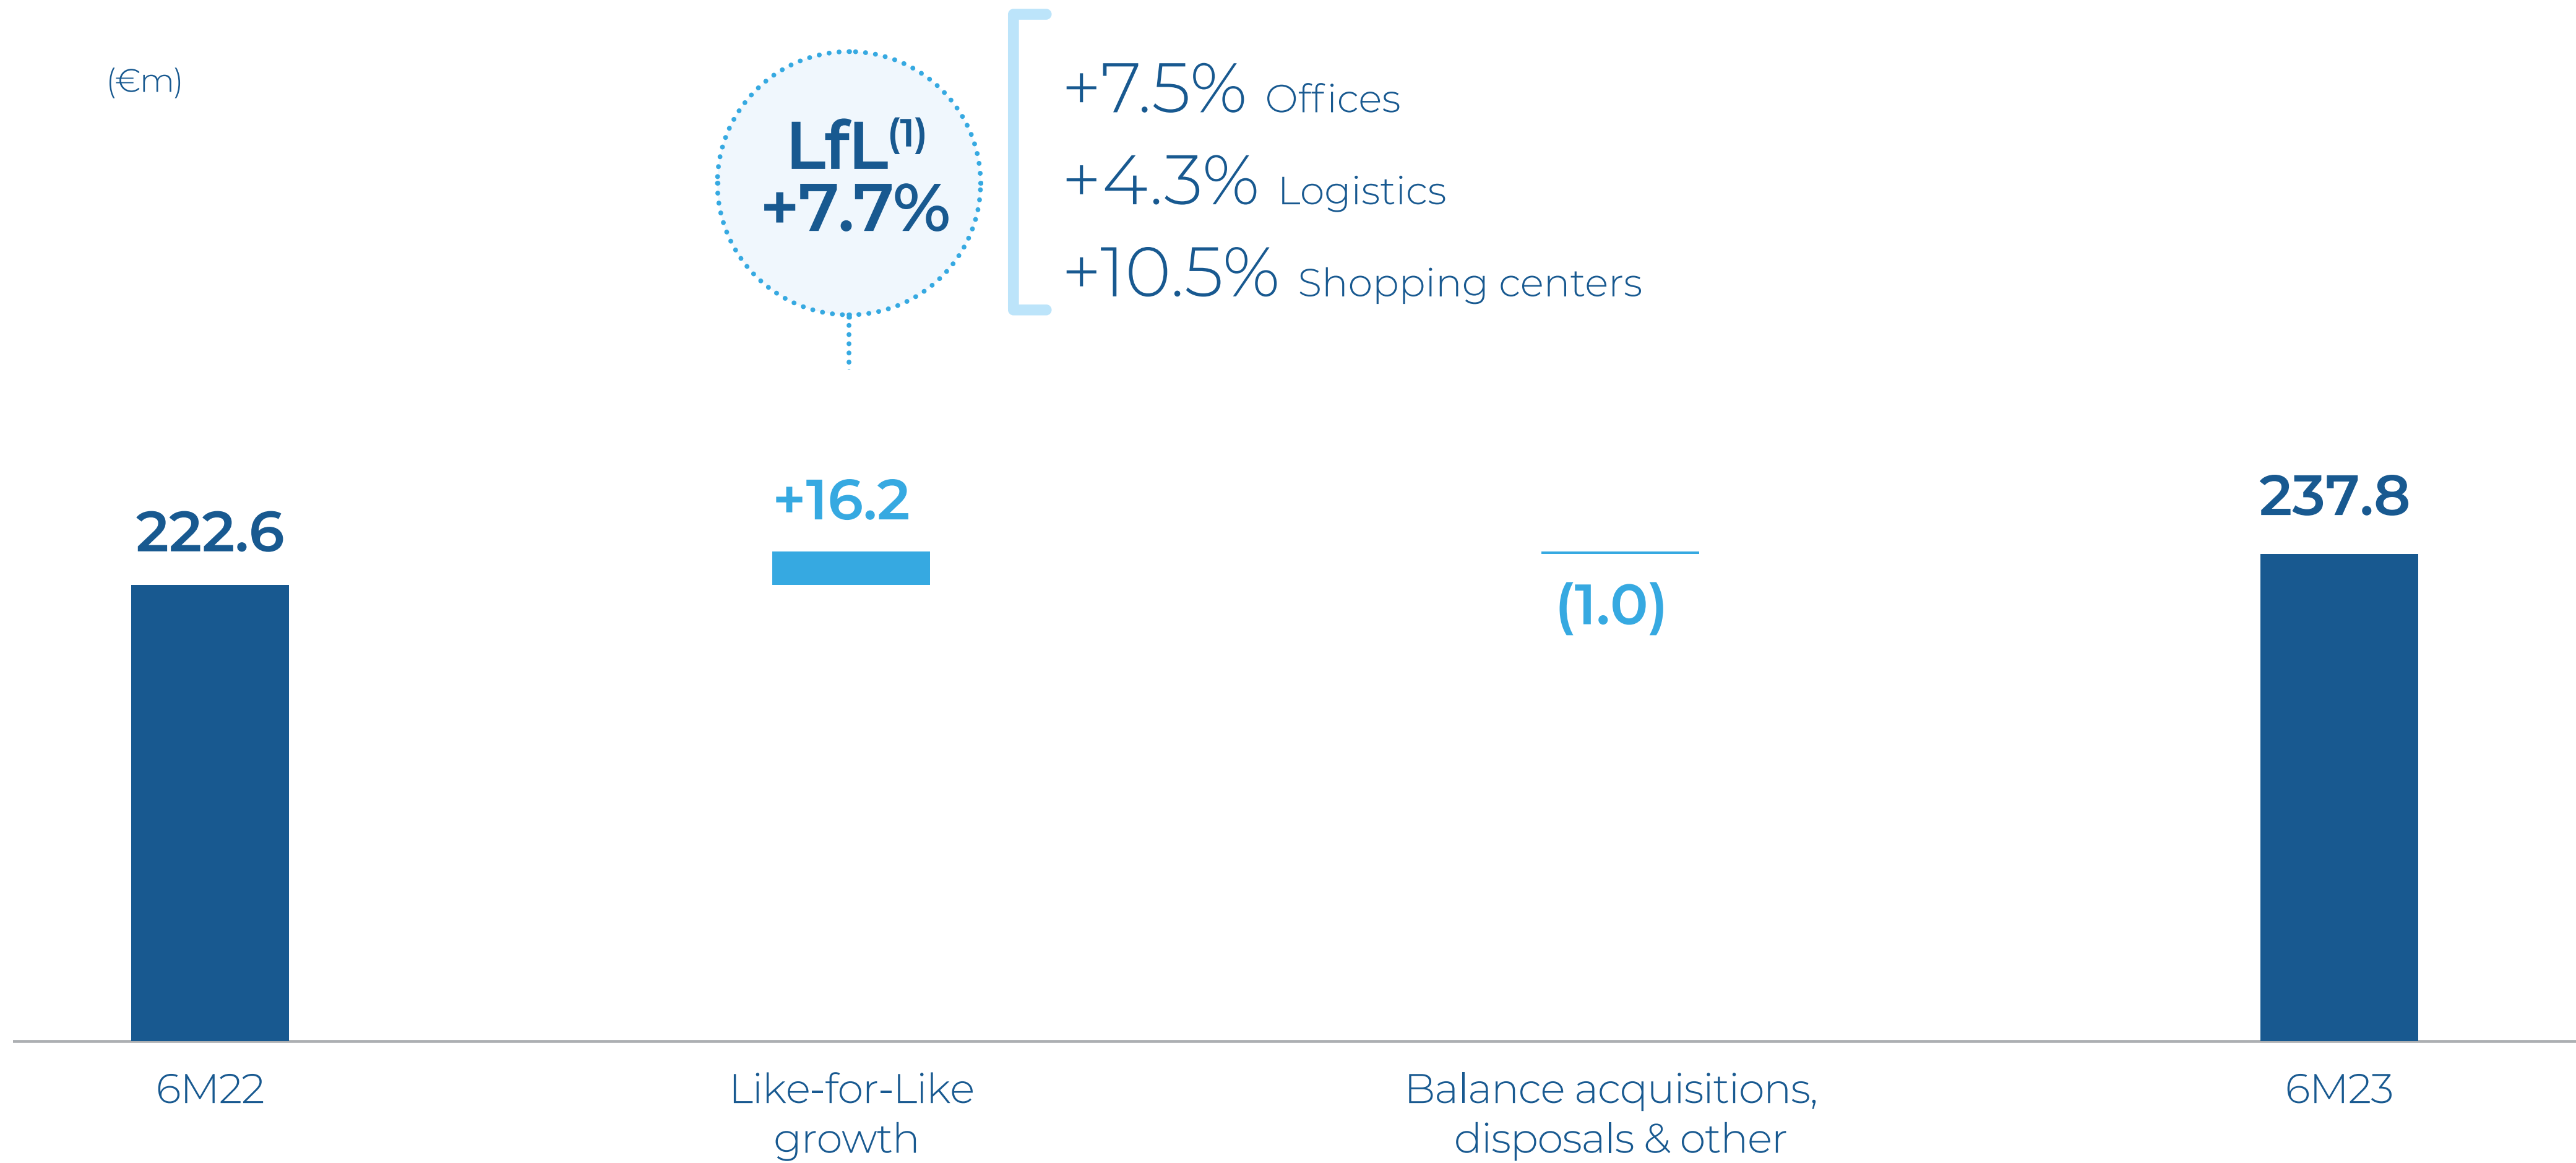 (€m)
LfL(1)
+7.7%
+7.5% Offices
+4.3% Logistics
+10.5% Shopping centers
222.6
+16.2
(1.0)
237.8
6M22
Like-for-Like
growth
Balance acquisitions,
disposals & other
6M23